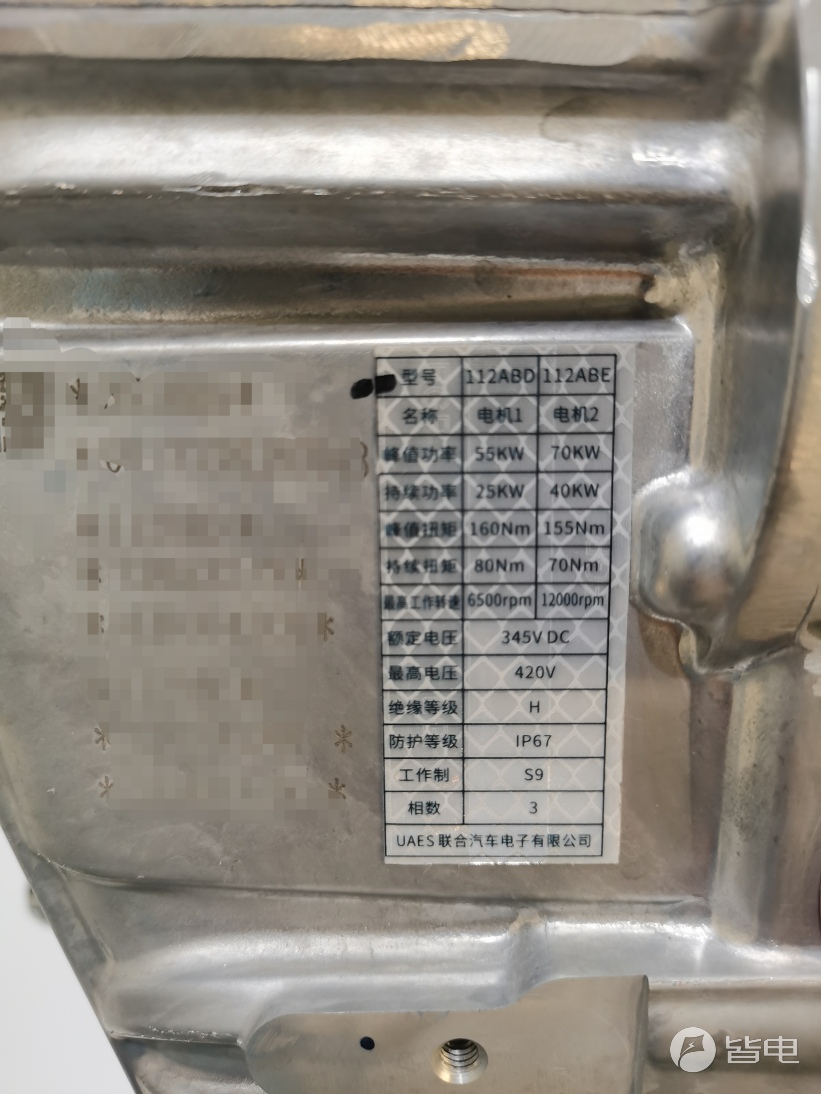 型号 112ABD 112ABE
名称 电机1 电机2
峰值功率 55KW 70KW
持续功率 25KW 40KW
峰值扭矩 160Nm 155Nm
持续扭矩 80Nm 70Nm
最高工作转速 6500rpm 12000rpm
额定电压 345V DC
最高电压 420V
绝缘等级 H
防护等级 IP67
工作制 S9
相数 3
UAES 联合汽车电子有限公司
皆电